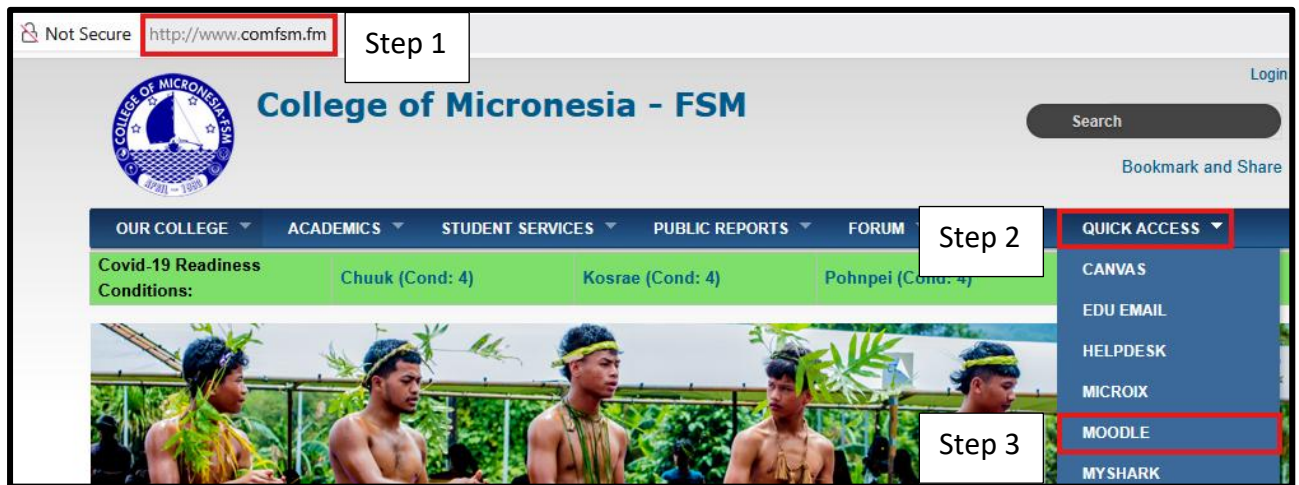 Not Secure http://www.comfsm.fm
Step 1
Login
COLLEGE OF MICRONESIA-FSM
APRIL - 1993
College of Micronesia - FSM
Search
Bookmark and Share
OUR COLLEGE ACADEMICS STUDENT SERVICES PUBLIC REPORTS FORUM QUICK ACCESS
Step 2
Covid-19 Readiness
Conditions:
Chuuk (Cond: 4) Kosrae (Cond: 4) Pohnpei (Cond: 4)
CANVAS
EDU EMAIL
HELPDESK
MICROIX
Step 3
MOODLE
MYSHARK